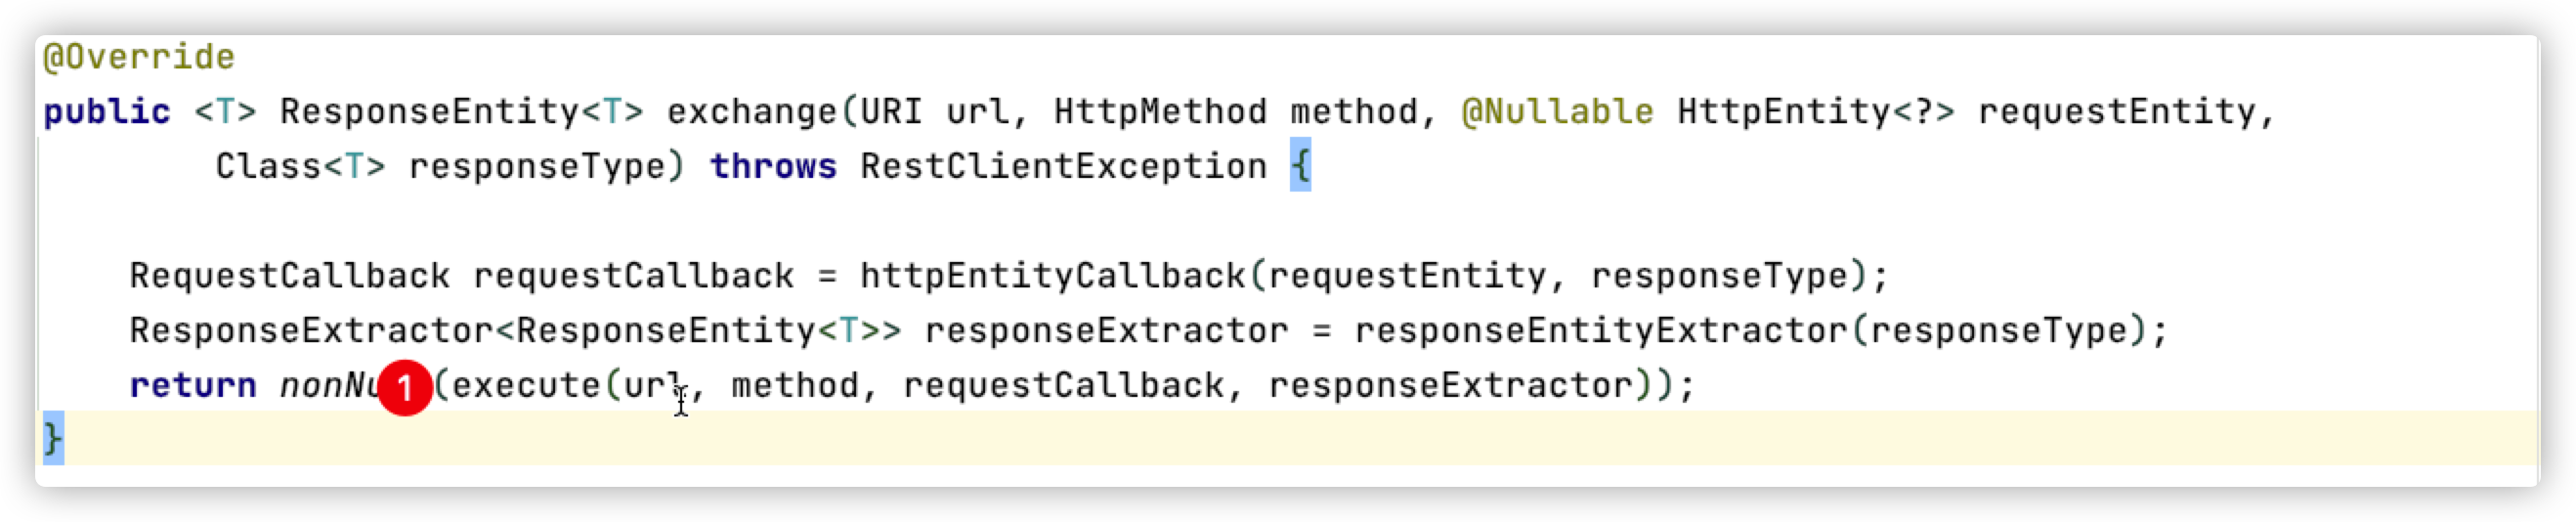 @Override
public <T> ResponseEntity<T> exchange(URI url, HttpMethod method, @Nullable HttpEntity<?> requestEntity,
Class<T> responseType) throws RestClientException {
RequestCallback requestCallback = httpEntityCallback(requestEntity, responseType);
ResponseExtractor<ResponseEntity<T>> responseExtractor = responseEntityExtractor(responseType);
return 1 (execute(url, method, requestCallback, responseExtractor));
}